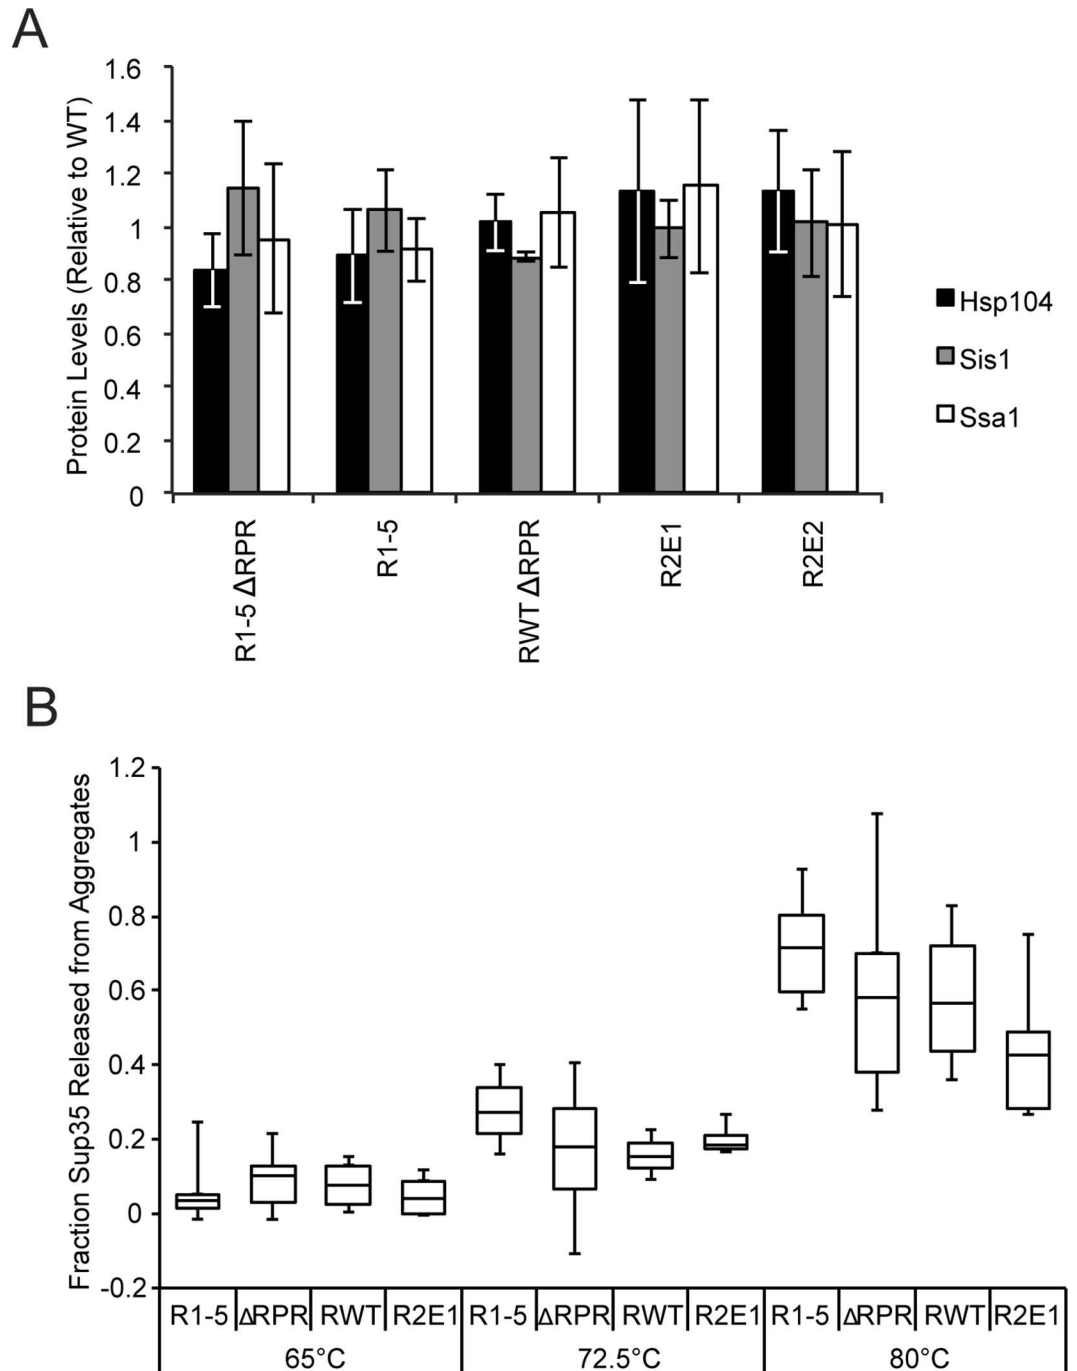 A
Protein Levels (Relative to WT)
1.6
1.4
1.2
1
0.8
0.6
0.4
0.2
0
R1-5 ΔRPR
R1-5
RWT ΔRPR
R2E1
R2E2
Hsp104
Sis1
Ssa1
B
Fraction Sup35 Released from Aggregates
1.2
1
0.8
0.6
0.4
0.2
0
-0.2
R1-5 ΔRPR RWT R2E1 R1-5 ΔRPR RWT R2E1 R1-5 ΔRPR RWT R2E1
65°C 72.5°C 80°C